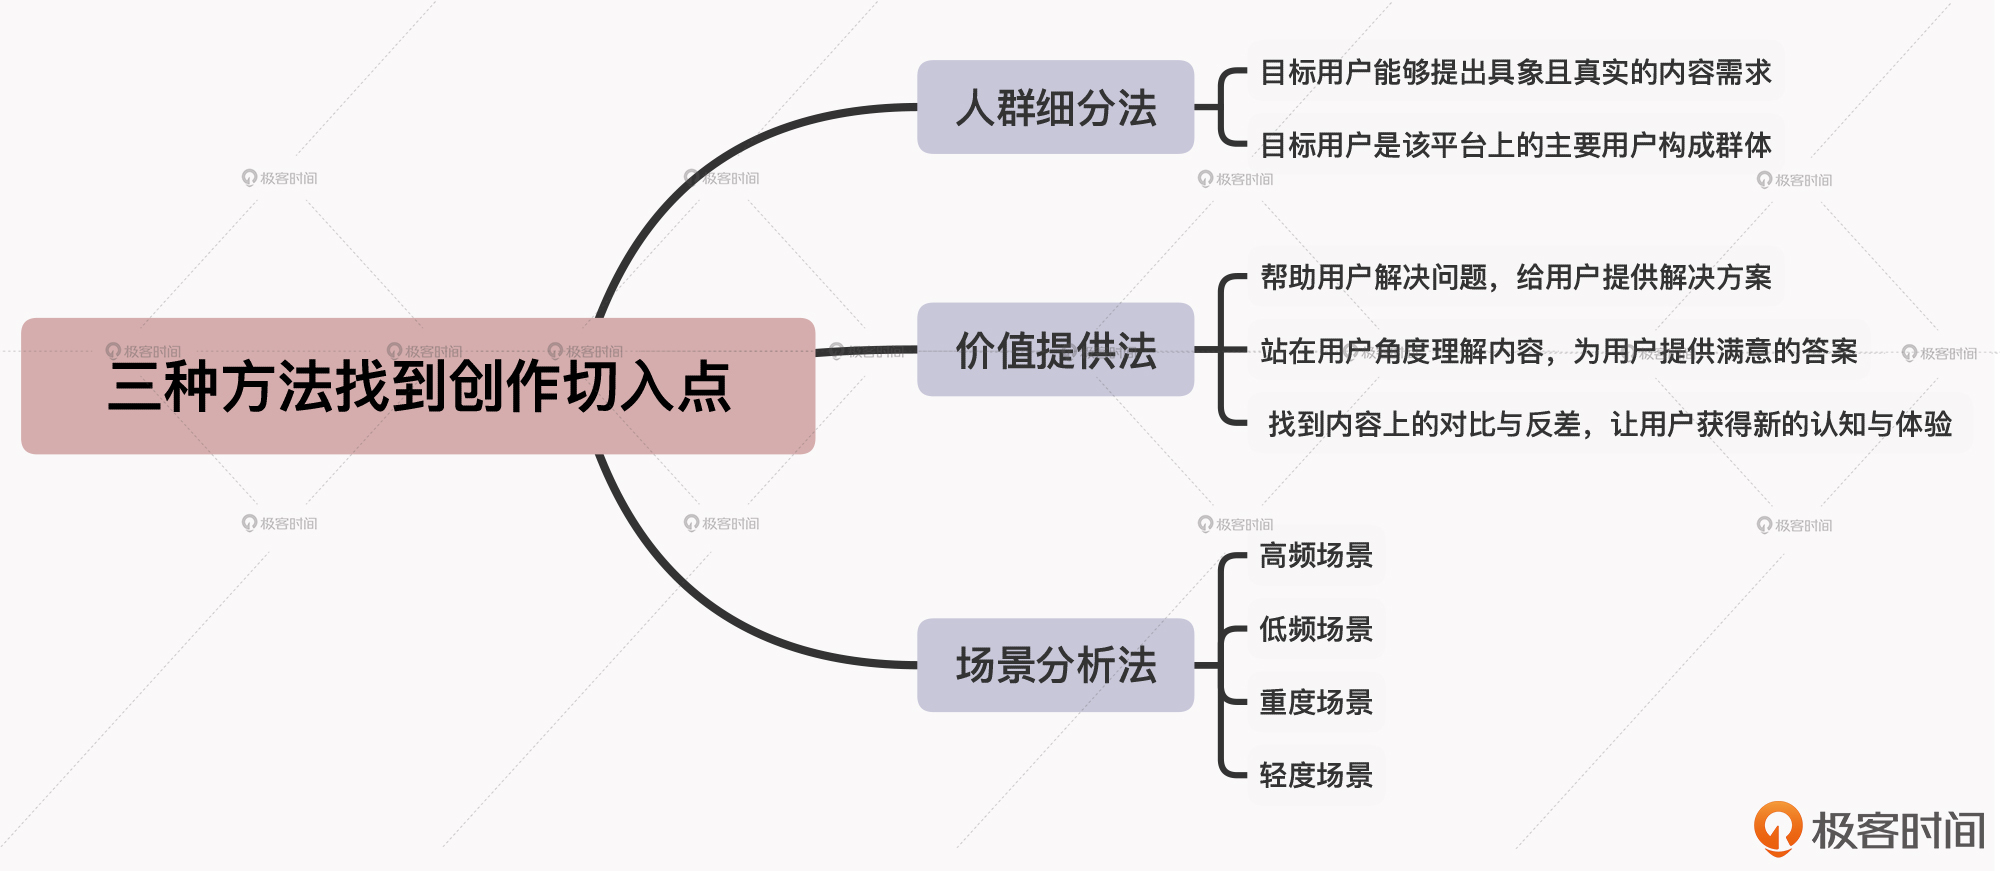 三种方法找到创作切入点
人群细分法
目标用户能够提出具象且真实的内容需求
目标用户是该平台上的主要用户构成群体
价值提供法
帮助用户解决问题，给用户提供解决方案
站在用户角度理解内容，为用户提供满意的答案
找到内容上的对比与反差，让用户获得新的认知与体验
场景分析法
高频场景
低频场景
重度场景
轻度场景
极客时间